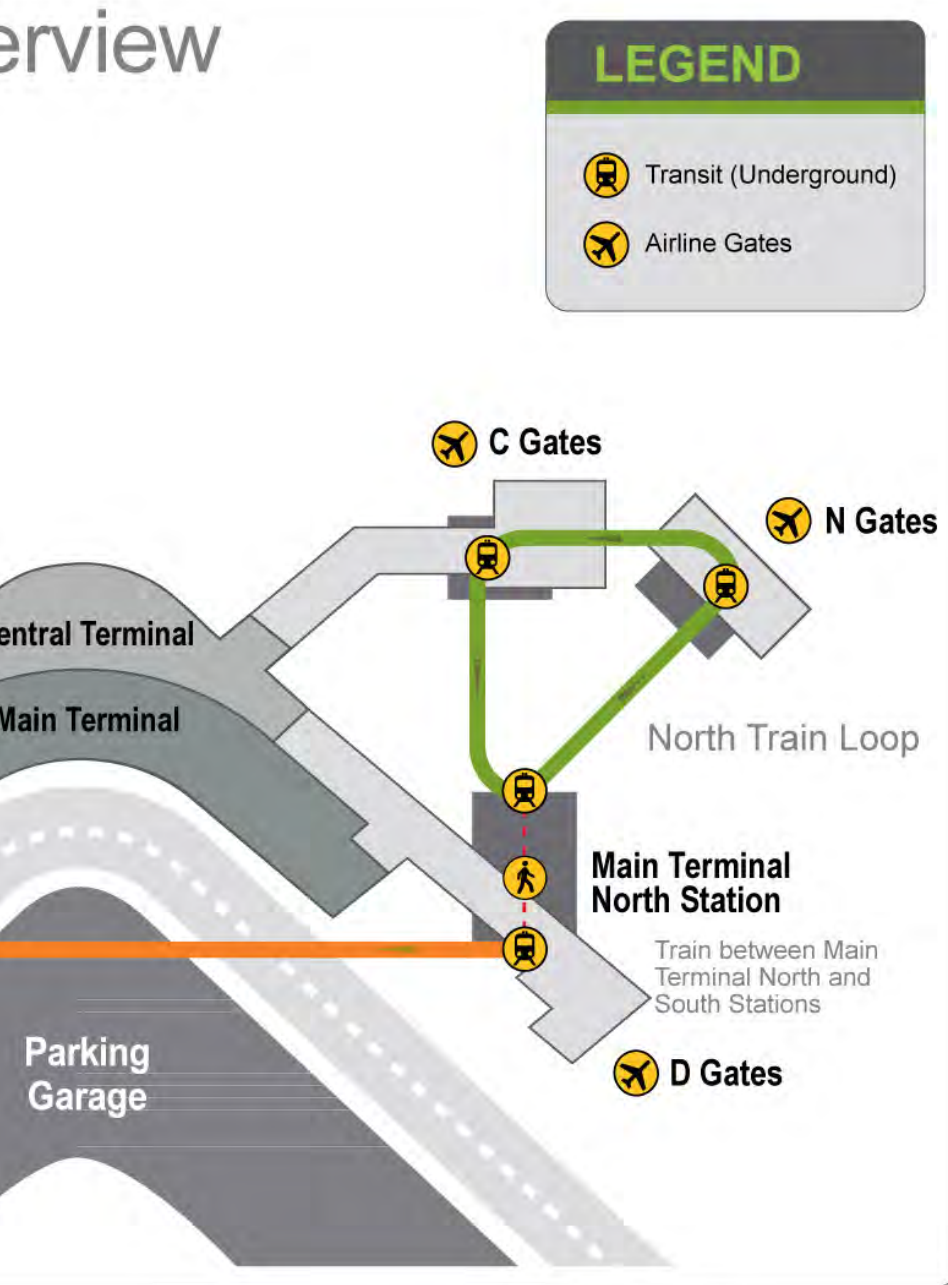 erview
LEGEND
Transit (Underground)
Airline Gates
C Gates
N Gates
entral Terminal
Main Terminal
North Train Loop
Main Terminal
North Station
Train between Main
Terminal North and
South Stations
Parking
Garage
D Gates